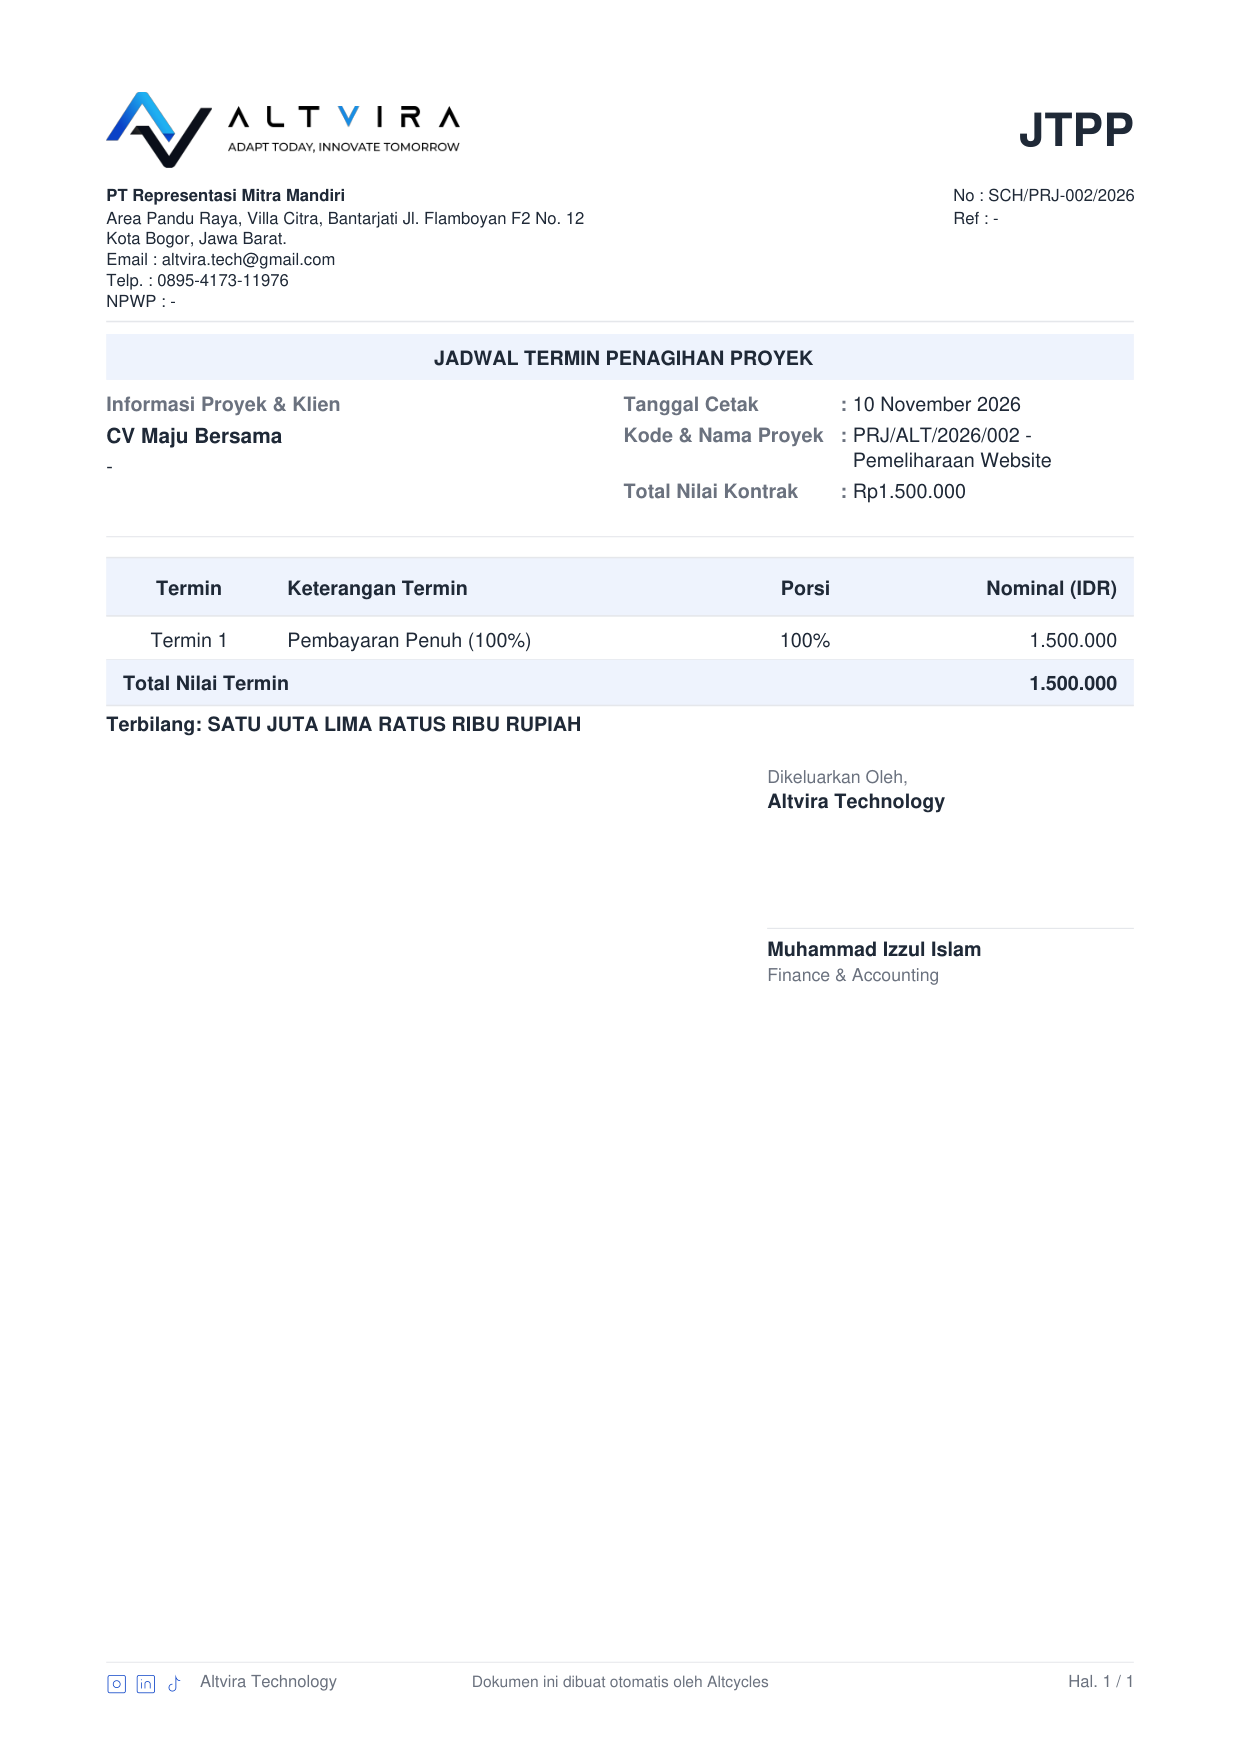 ALTVIRA
ADAPT TODAY, INNOVATE TOMORROW
JTPP
PT Representasi Mitra Mandiri
Area Pandu Raya, Villa Citra, Bantarjati Jl. Flamboyan F2 No. 12
Kota Bogor, Jawa Barat.
Email : altvira.tech@gmail.com
Telp. : 0895-4173-11976
NPWP : -
No : SCH/PRJ-002/2026
Ref : -
JADWAL TERMIN PENAGIHAN PROYEK
Informasi Proyek & Klien
CV Maju Bersama
-
Tanggal Cetak : 10 November 2026
Kode & Nama Proyek : PRJ/ALT/2026/002 -
Pemeliharaan Website
Total Nilai Kontrak : Rp1.500.000
Termin Keterangan Termin Porsi Nominal (IDR)
Termin 1 Pembayaran Penuh (100%) 100% 1.500.000
Total Nilai Termin 1.500.000
Terbilang: SATU JUTA LIMA RATUS RIBU RUPIAH
Dikeluarkan Oleh,
Altvira Technology
Muhammad Izzul Islam
Finance & Accounting
Altvira Technology Dokumen ini dibuat otomatis oleh Altcycles Hal. 1 / 1